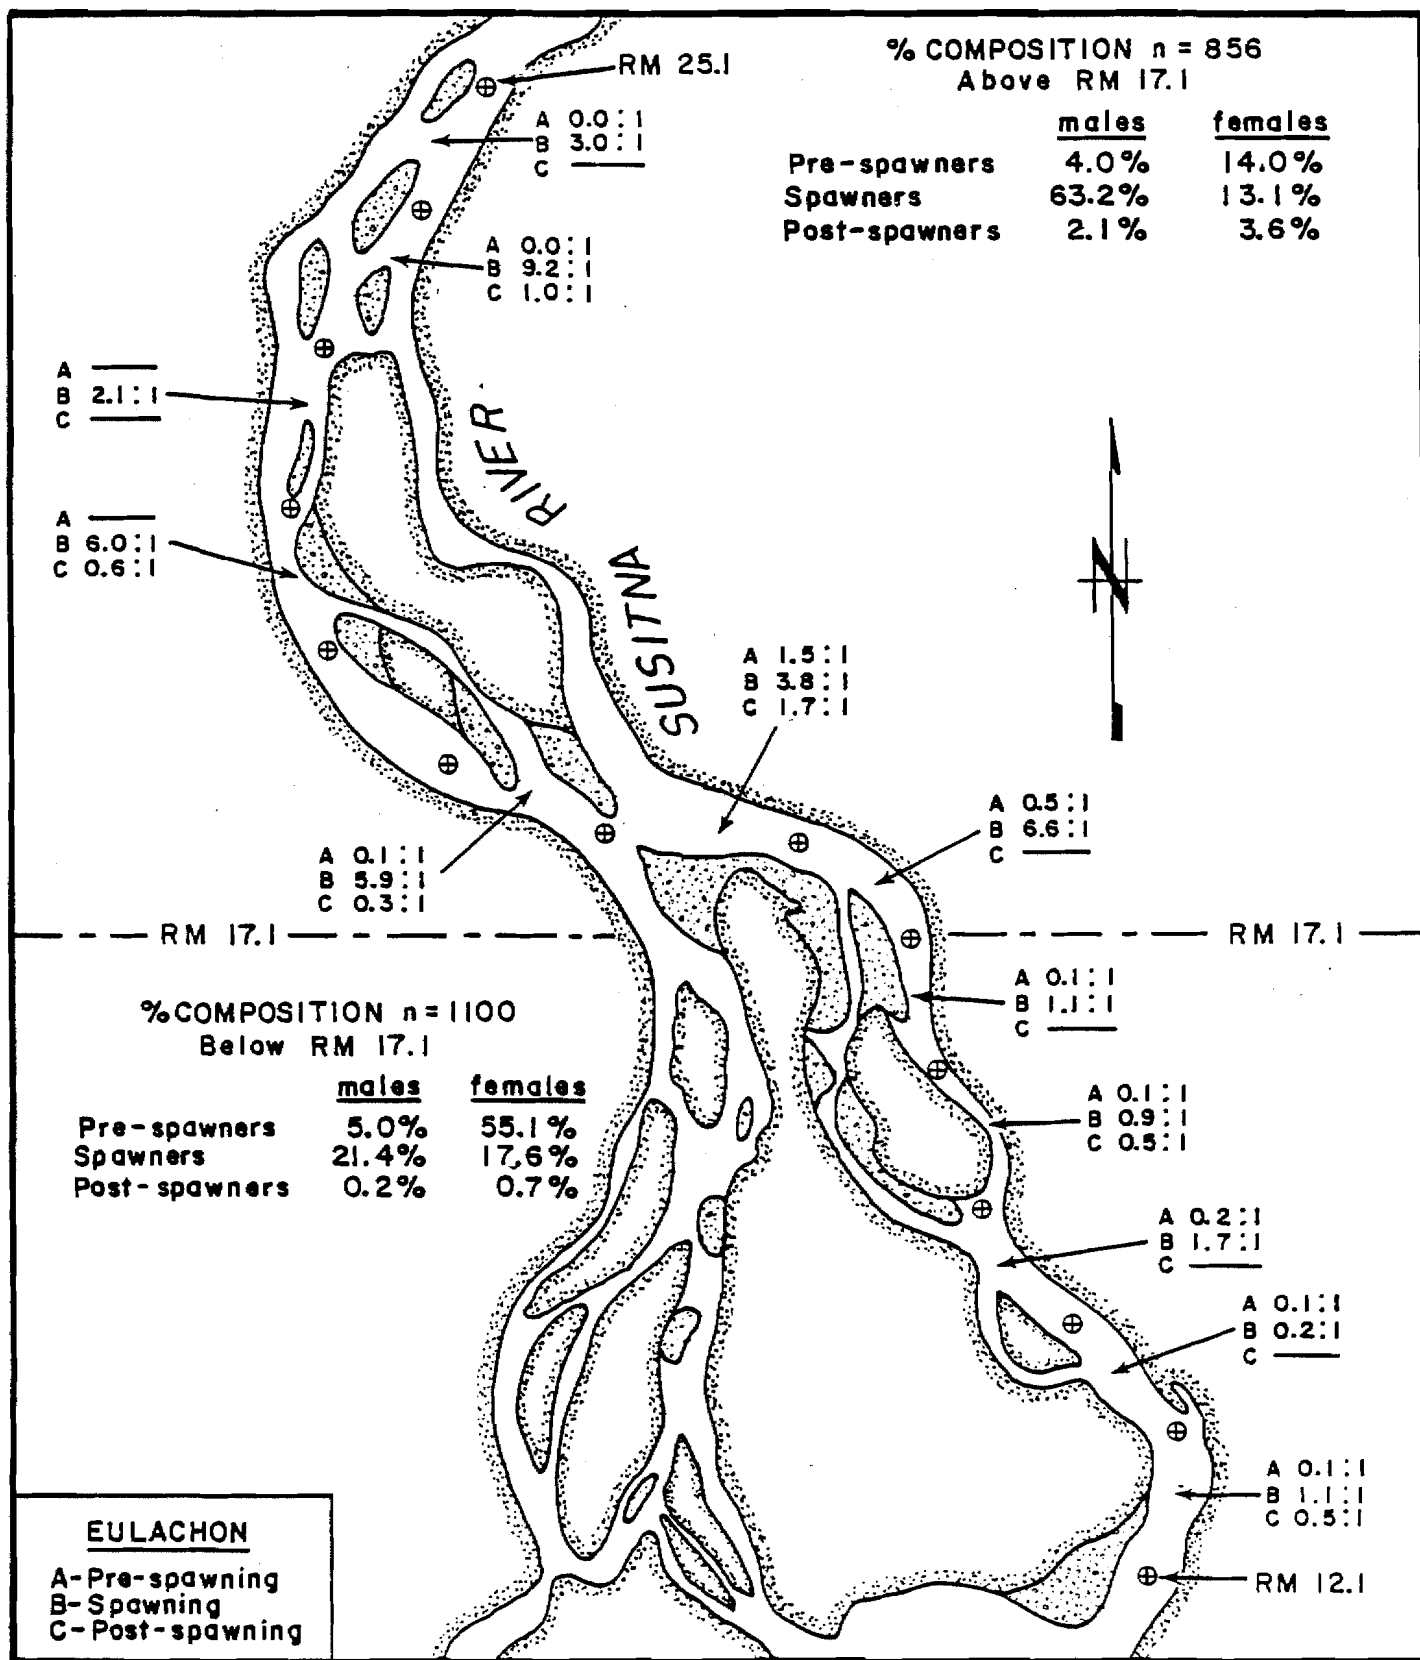 % COMPOSITION n = 856
Above RM 17.1
males females
Pre-spawners 4.0% 14.0%
Spawners 63.2% 13.1%
Post-spawners 2.1% 3.6%
RM 25.1
A 0.0:1
B 3.0:1
C —
A 0.0:1
B 9.2:1
C 1.0:1
A —
B 2.1:1
C —
A —
B 6.0:1
C 0.6:1
SUSITNA RIVER
N
A 1.5:1
B 3.8:1
C 1.7:1
A 0.5:1
B 6.6:1
C —
A 0.1:1
B 5.9:1
C 0.3:1
RM 17.1
RM 17.1
% COMPOSITION n=1100
Below RM 17.1
males females
Pre-spawners 5.0% 55.1%
Spawners 21.4% 17.6%
Post-spawners 0.2% 0.7%
A 0.1:1
B 1.1:1
C —
A 0.1:1
B 0.9:1
C 0.5:1
A 0.2:1
B 1.7:1
C —
A 0.1:1
B 0.2:1
C —
A 0.1:1
B 1.1:1
C 0.5:1
RM 12.1
EULACHON
A-Pre-spawning
B-Spawning
C-Post-spawning